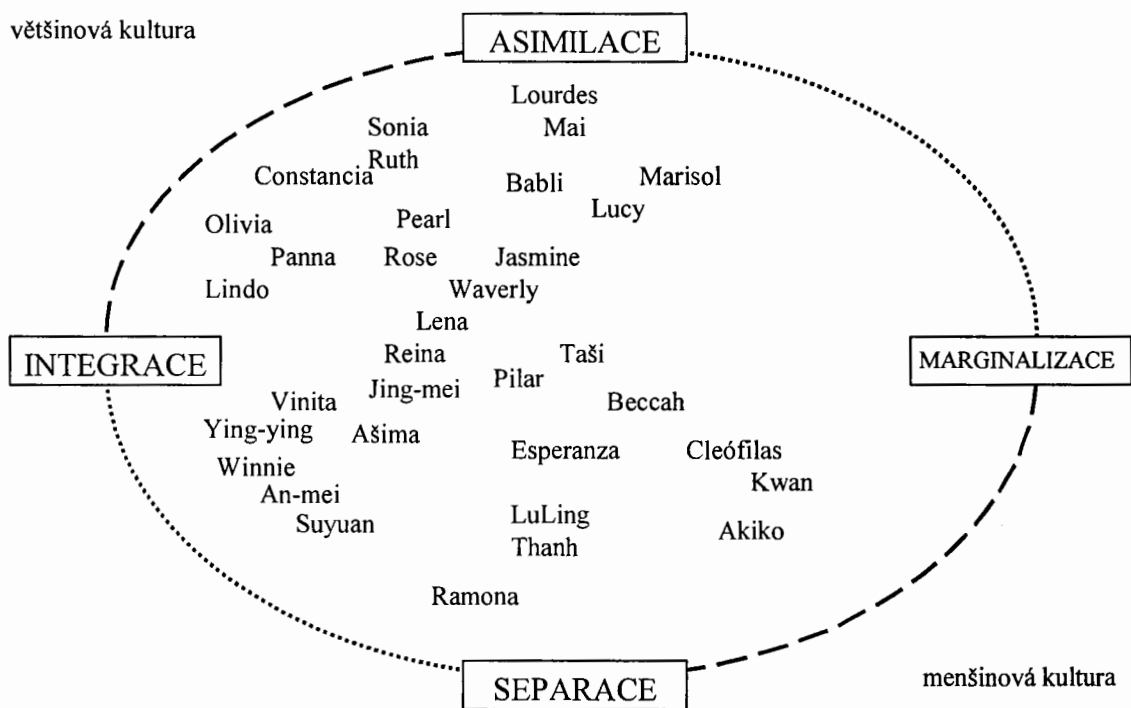 většinová kultura
ASIMILACE
Lourdes
Sonia Mai
Ruth
Constancia Babli Marisol
Lucy
Olivia Pearl
Panna Rose Jasmine
Lindo Waverly
Lena
INTEGRACE Reina Taši MARGINALIZACE
Jing-mei Pilar
Vinita Beccah
Ying-ying Ašima
Esperanza Cleófilas
Winnie Kwan
An-mei
Suyuan LuLing Akiko
Thanh
Ramona
SEPARACE menšinová kultura